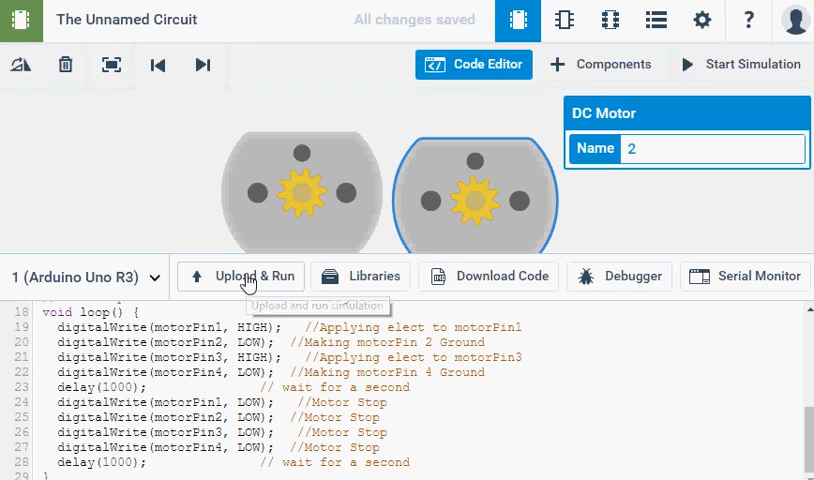 The Unnamed Circuit
All changes saved
?
Code Editor
+ Components
Start Simulation
DC Motor
Name 2
1 (Arduino Uno R3)
Upload & Run
Libraries
Download Code
Debugger
Serial Monitor
Upload and run simulation
18 void loop() {
19 digitalWrite(motorPin1, HIGH); //Applying elect to motorPin1
20 digitalWrite(motorPin2, LOW); //Making motorPin 2 Ground
21 digitalWrite(motorPin3, HIGH); //Applying elect to motorPin3
22 digitalWrite(motorPin4, LOW); //Making motorPin 4 Ground
23 delay(1000); // wait for a second
24 digitalWrite(motorPin1, LOW); //Motor Stop
25 digitalWrite(motorPin2, LOW); //Motor Stop
26 digitalWrite(motorPin3, LOW); //Motor Stop
27 digitalWrite(motorPin4, LOW); //Motor Stop
28 delay(1000); // wait for a second
29 }